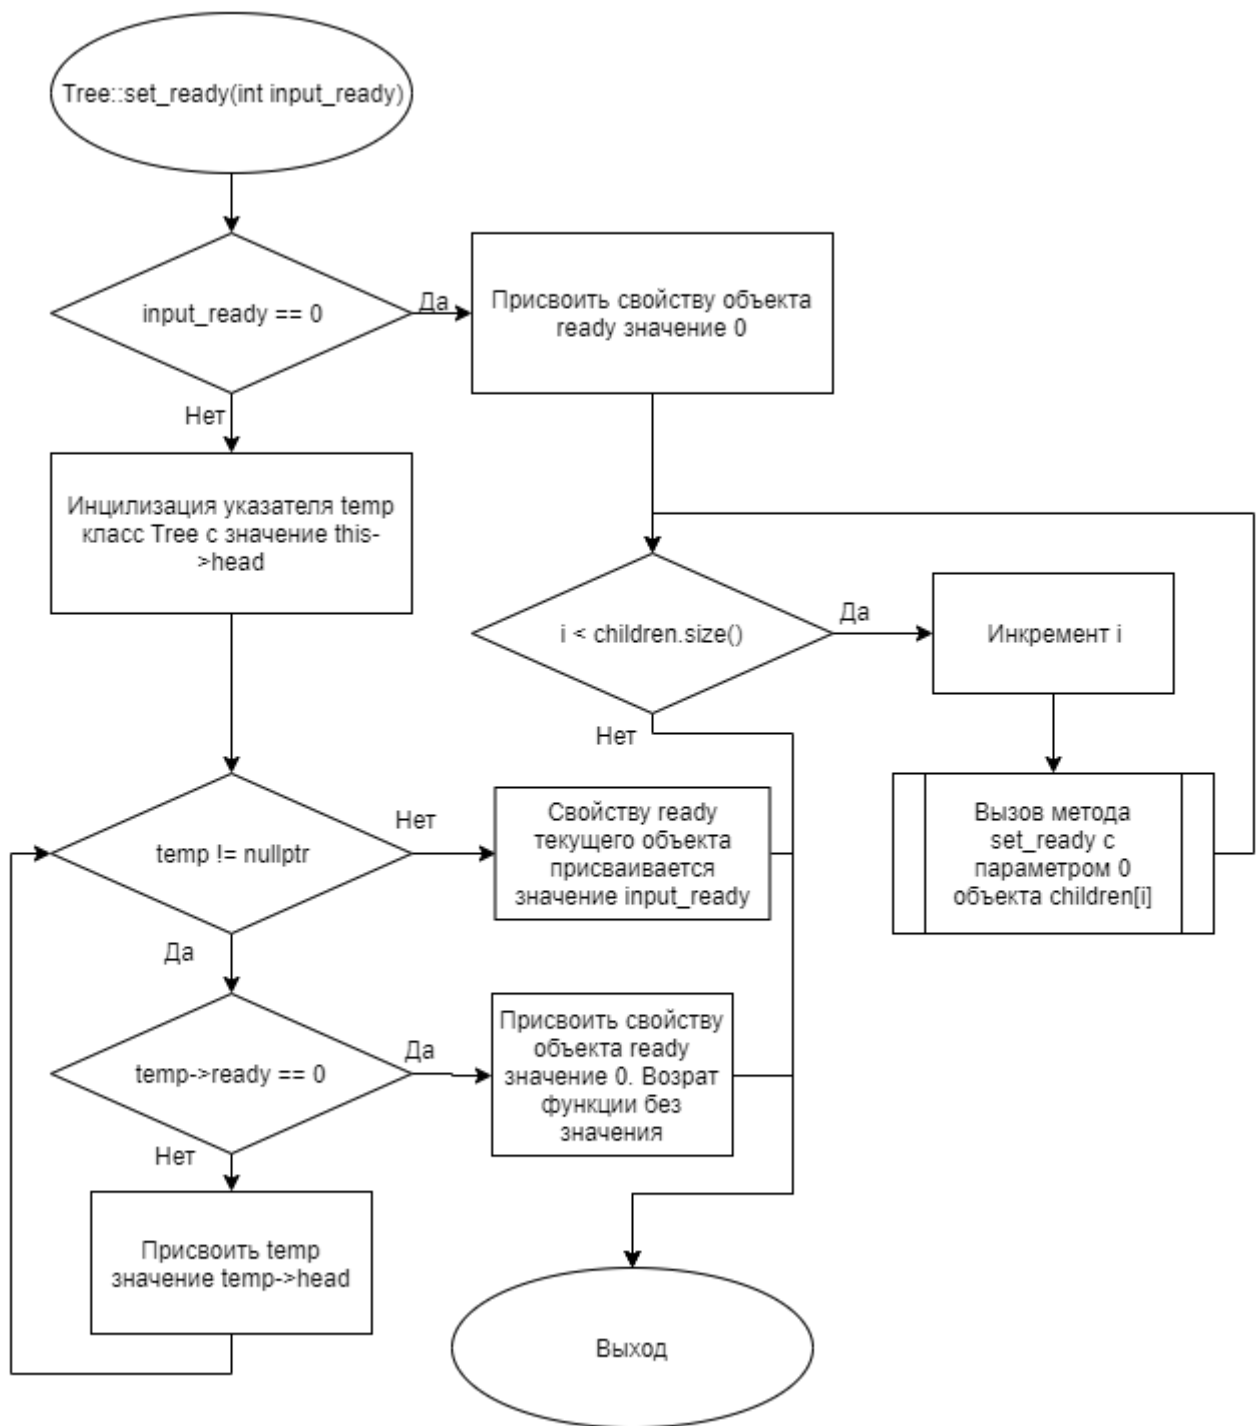 Tree::set_ready(int input_ready)
input_ready == 0
Да
Присвоить свойству объекта
ready значение 0
Нет
Инцилизация указателя temp
класс Tree с значение this-
>head
i < children.size()
Да
Инкремент i
Нет
Вызов метода
set_ready с
параметром 0
объекта children[i]
temp != nullptr
Нет
Свойству ready
текущего объекта
присваивается
значение input_ready
Да
temp->ready == 0
Да
Присвоить свойству
объекта ready
значение 0. Возрат
функции без
значения
Нет
Присвоить temp
значение temp->head
Выход